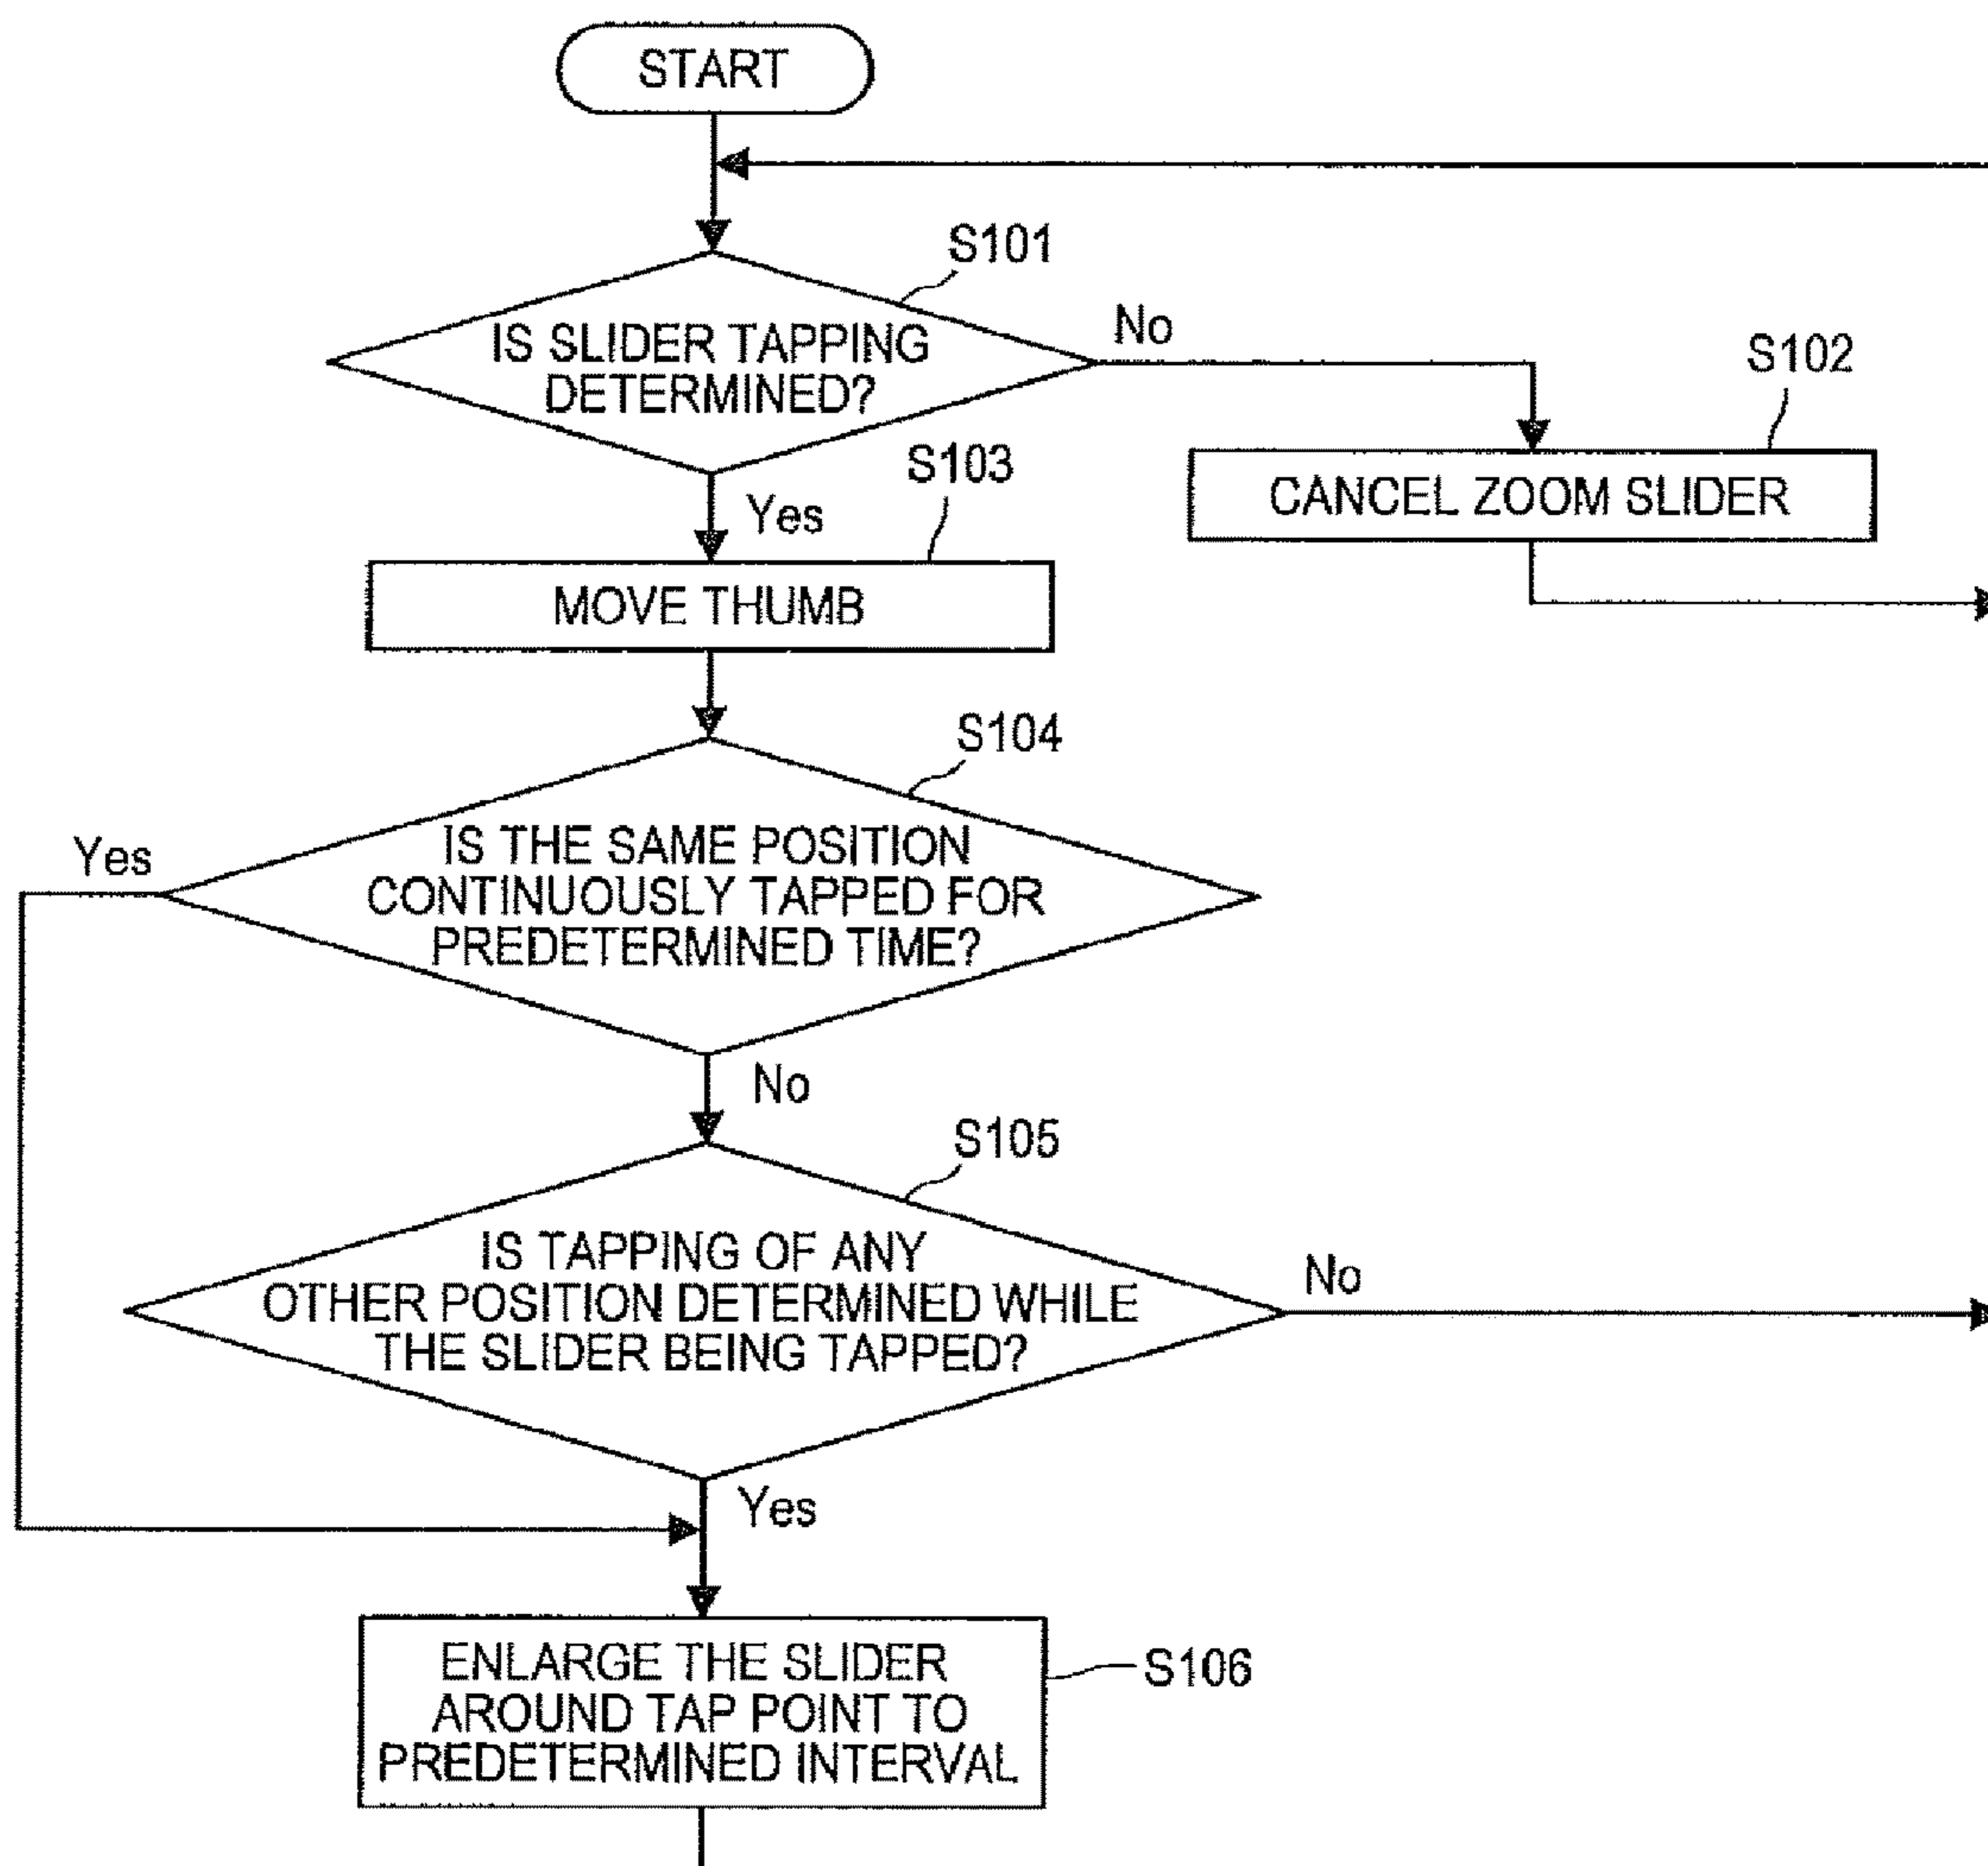 START
S101
IS SLIDER TAPPING
DETERMINED?
No
S102
CANCEL ZOOM SLIDER
Yes
S103
MOVE THUMB
S104
IS THE SAME POSITION
CONTINUOUSLY TAPPED FOR
PREDETERMINED TIME?
Yes
No
S105
IS TAPPING OF ANY
OTHER POSITION DETERMINED WHILE
THE SLIDER BEING TAPPED?
No
Yes
ENLARGE THE SLIDER
AROUND TAP POINT TO
PREDETERMINED INTERVAL
S106